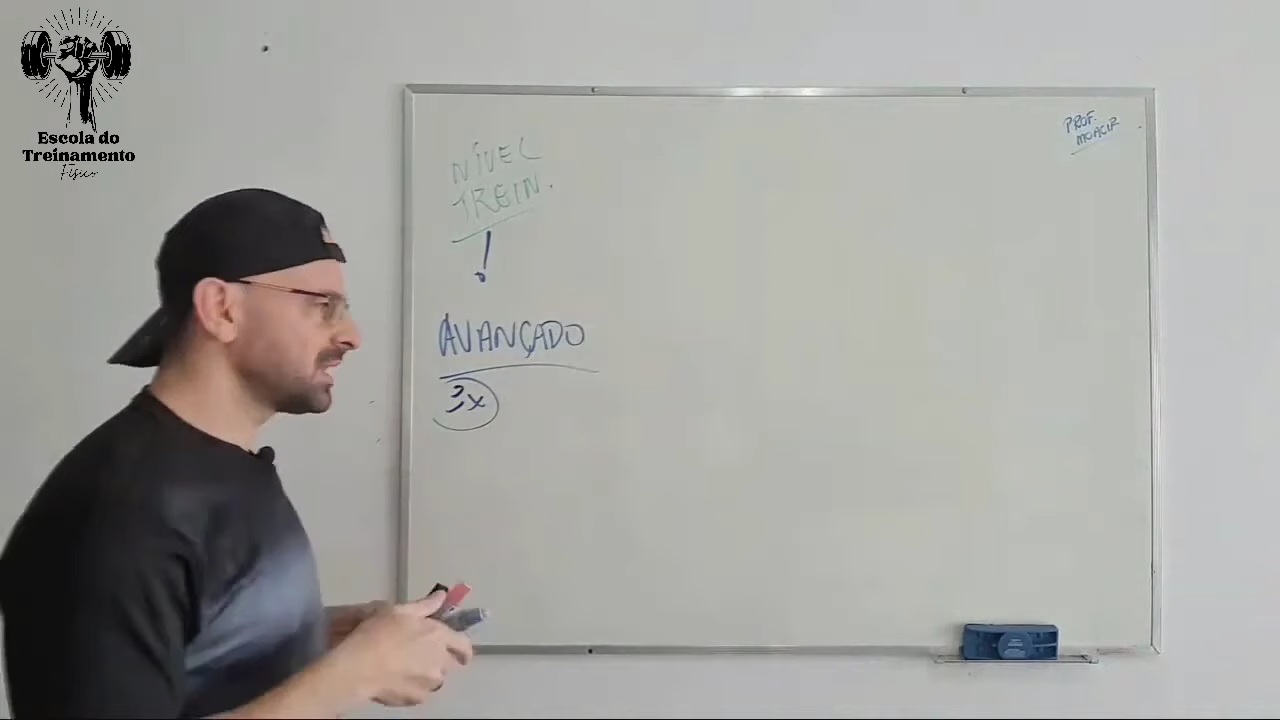 Escola do
Treinamento
Físico
PROF.
MOACIR
NÍVEL
TREIN.
!
AVANÇADO
3x